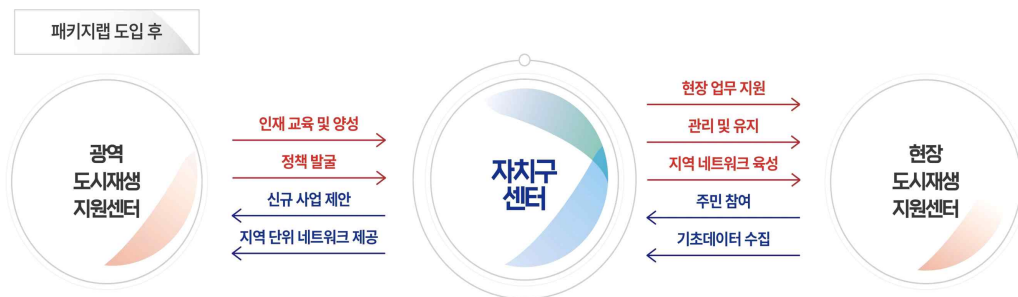 패키지랩 도입 후
광역
도시재생
지원센터
인재 교육 및 양성
정책 발굴
신규 사업 제안
지역 단위 네트워크 제공
자치구
센터
현장 업무 지원
관리 및 유지
지역 네트워크 육성
주민 참여
기초데이터 수집
현장
도시재생
지원센터